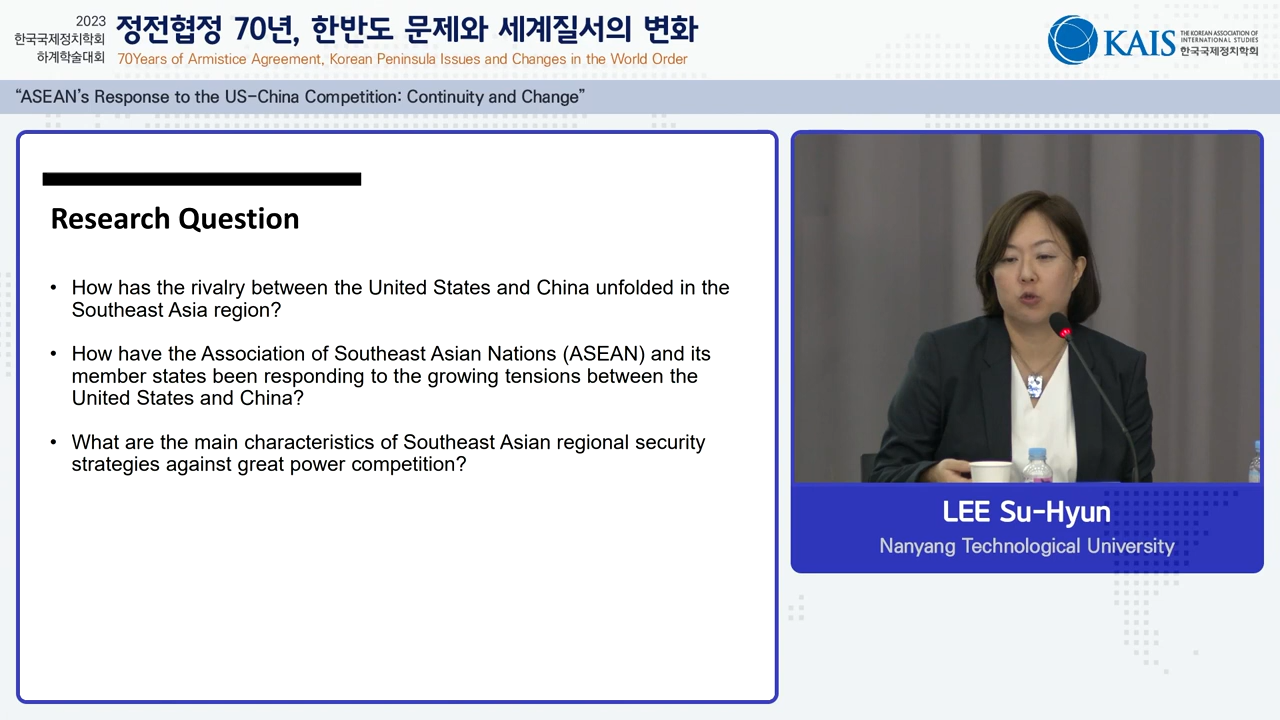 2023
한국국제정치학회
하계학술대회
정전협정 70년, 한반도 문제와 세계질서의 변화
70Years of Armistice Agreement, Korean Peninsula Issues and Changes in the World Order
KAIS
THE KOREAN ASSOCIATION OF
INTERNATIONAL STUDIES
한국국제정치학회
“ASEAN’s Response to the US-China Competition: Continuity and Change”
Research Question
• How has the rivalry between the United States and China unfolded in the
Southeast Asia region?
• How have the Association of Southeast Asian Nations (ASEAN) and its
member states been responding to the growing tensions between the
United States and China?
• What are the main characteristics of Southeast Asian regional security
strategies against great power competition?
LEE Su-Hyun
Nanyang Technological University